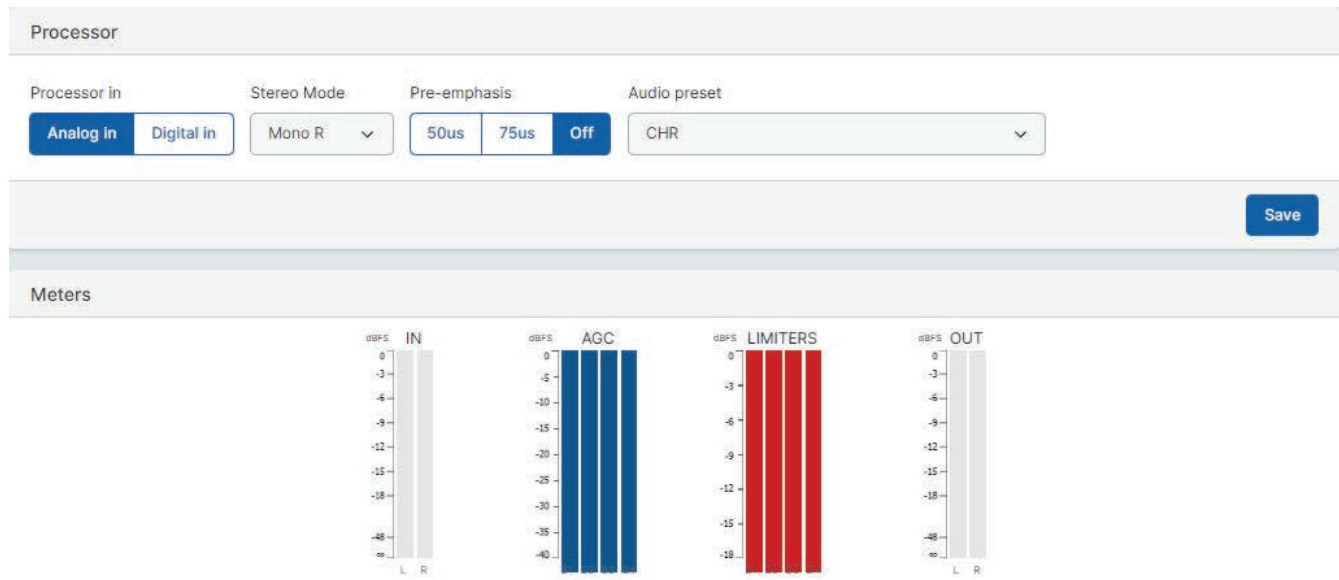 Processor
Processor in Stereo Mode Pre-emphasis Audio preset
Analog in Digital in Mono R 50us 75us Off CHR
Save
Meters
dBFS IN dBFS AGC dBFS LIMITERS dBFS OUT
0 0 0 0
-3 -5 -3 -3
-6 -10 -6 -6
-9 -15 -9 -9
-12 -20 -12 -12
-15 -25 -15 -15
-18 -30 -18 -18
-48 -35 -48
∞ -40 ∞
L R L R